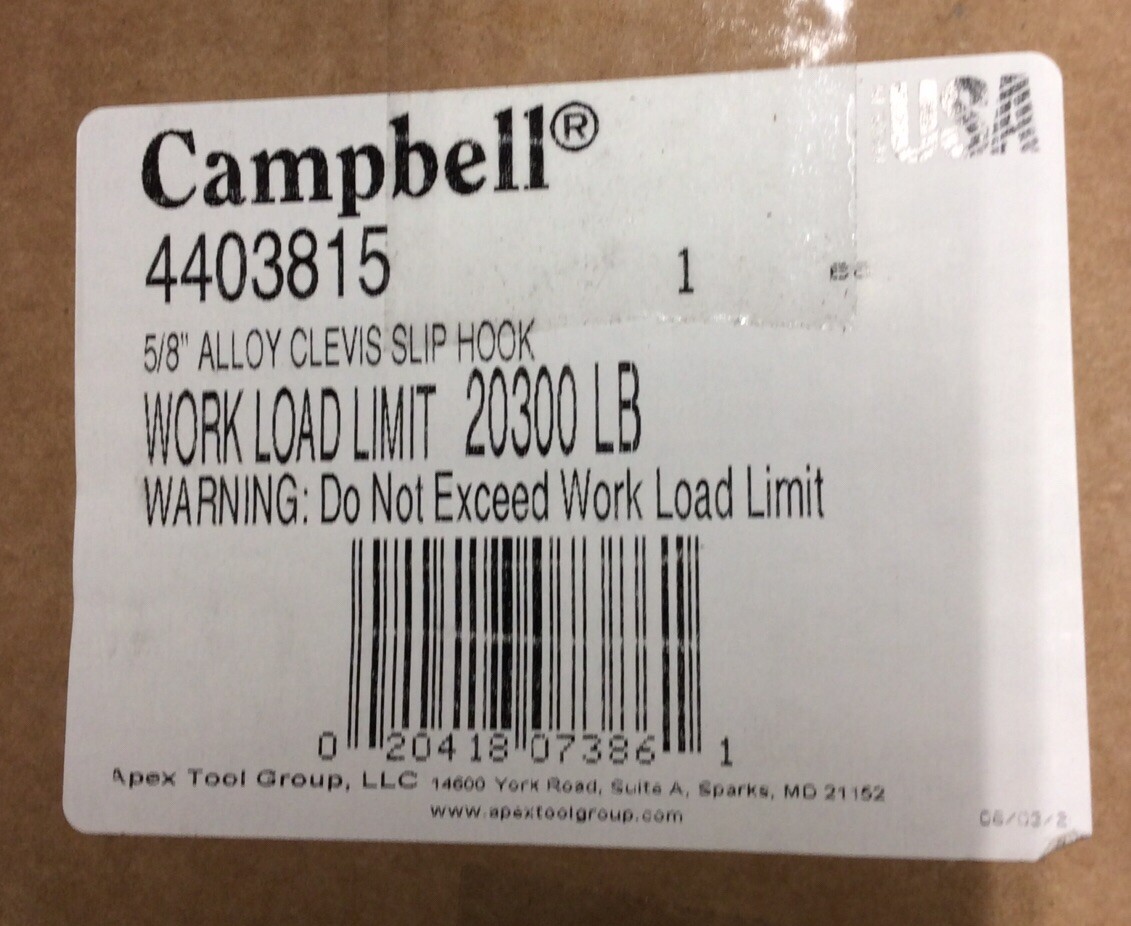 USA
Campbell®
4403815 1 ea
5/8" ALLOY CLEVIS SLIP HOOK
WORK LOAD LIMIT 20300 LB
WARNING: Do Not Exceed Work Load Limit
0 20418 07386 1
Apex Tool Group, LLC 14600 York Road, Suite A, Sparks, MD 21152
www.apextoolgroup.com